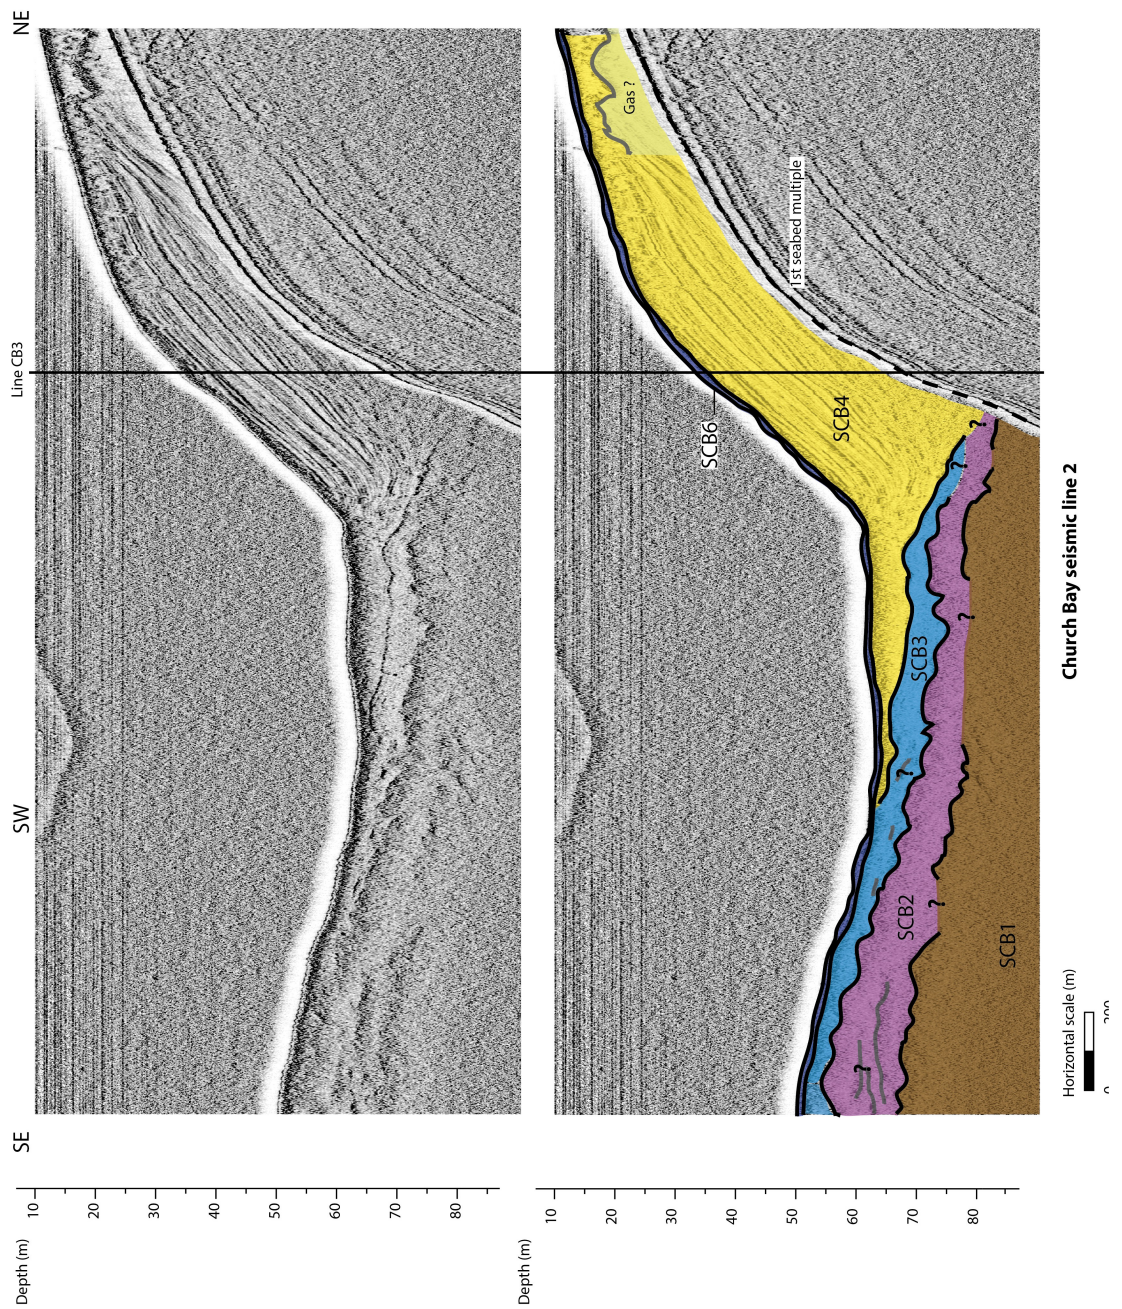 SE
SW
NE
Line CB3
Depth (m)
10
20
30
40
50
60
70
80
Depth (m)
10
20
30
40
50
60
70
80
Gas ?
1st seabed multiple
SCB6
SCB4
?
?
SCB3
?
?
SCB2
?
?
SCB1
Horizontal scale (m)
0
Church Bay seismic line 2